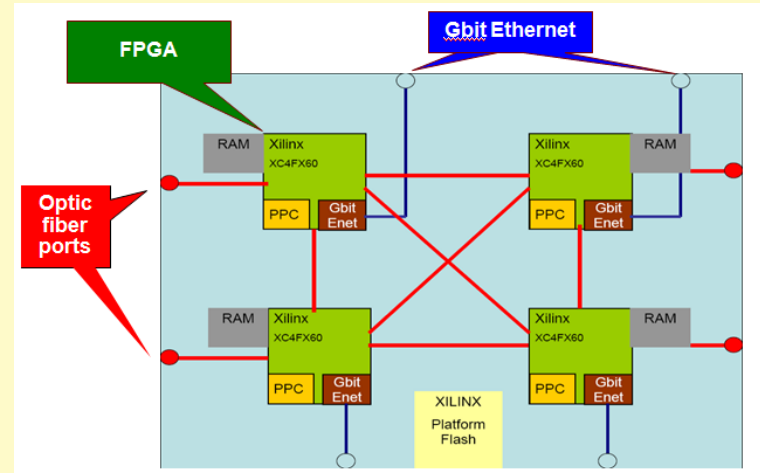 FPGA
Gbit Ethernet
RAM
Xilinx
XC4FX60
PPC
Gbit
Enet
Xilinx
XC4FX60
RAM
Gbit
Enet
PPC
Optic
fiber
ports
RAM
Xilinx
XC4FX60
PPC
Gbit
Enet
Xilinx
XC4FX60
RAM
PPC
Gbit
Enet
XILINX
Platform
Flash